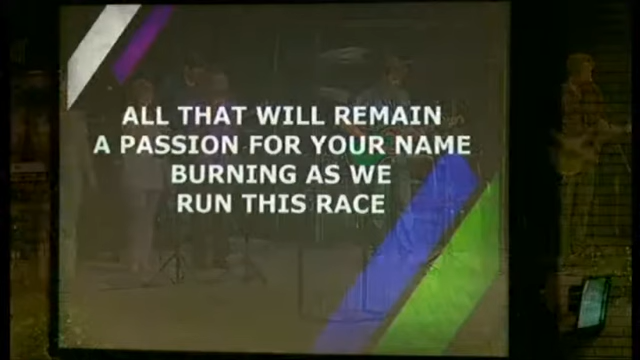 ALL THAT WILL REMAIN
A PASSION FOR YOUR NAME
BURNING AS WE
RUN THIS RACE